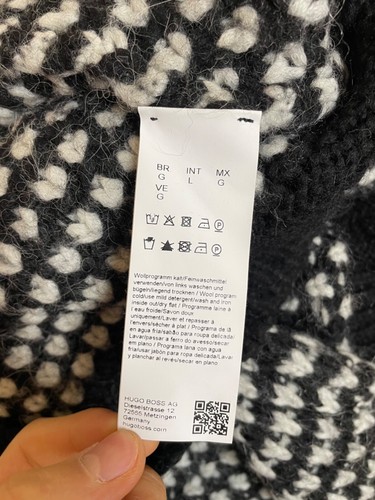 BR INT MX
G L G
VE
G
P
P
Wollprogramm kalt/Feinwaschmittel
verwenden/von links waschen und
bügeln/liegend trocknen / Wool program
cold/use mild detergent/wash and iron
inside out/dry flat / Programme laine à
l'eau froide/Savon doux
uniquement/Laver et repasser à
l'envers/sécher à plat / Programa de lã
em água fria/sabão para roupa delicada/
Lavar/passar a ferro do avesso/secar
em plano / Programa lana con agua
fría/usar jabón para ropa delicada/Lavar
y planchar al revés/secar en plano
HUGO BOSS AG
Dieselstrasse 12
72555 Metzingen
germany
hugoboss.com